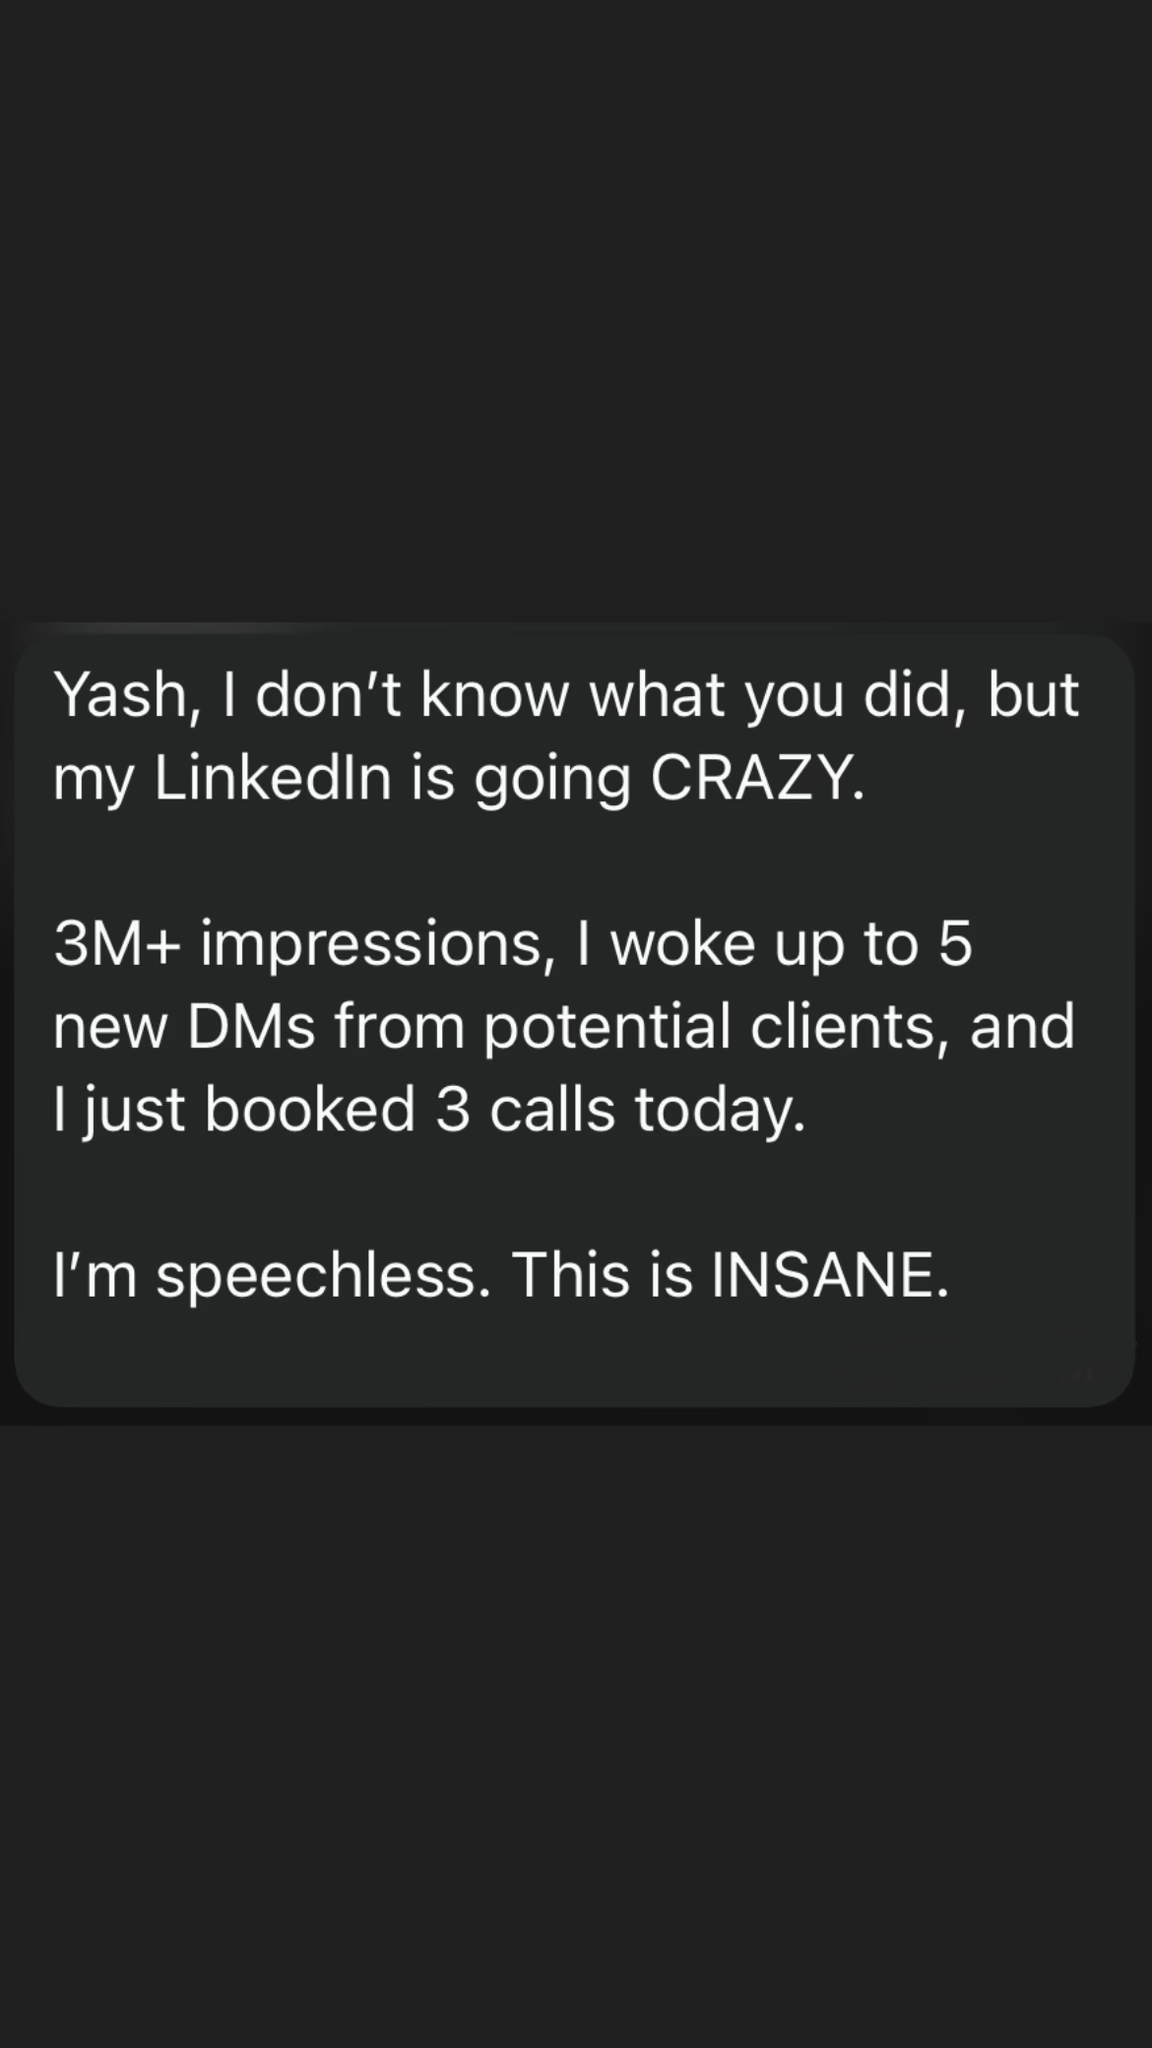 Yash, I don’t know what you did, but
my LinkedIn is going CRAZY.
3M+ impressions, I woke up to 5
new DMs from potential clients, and
I just booked 3 calls today.
I’m speechless. This is INSANE.